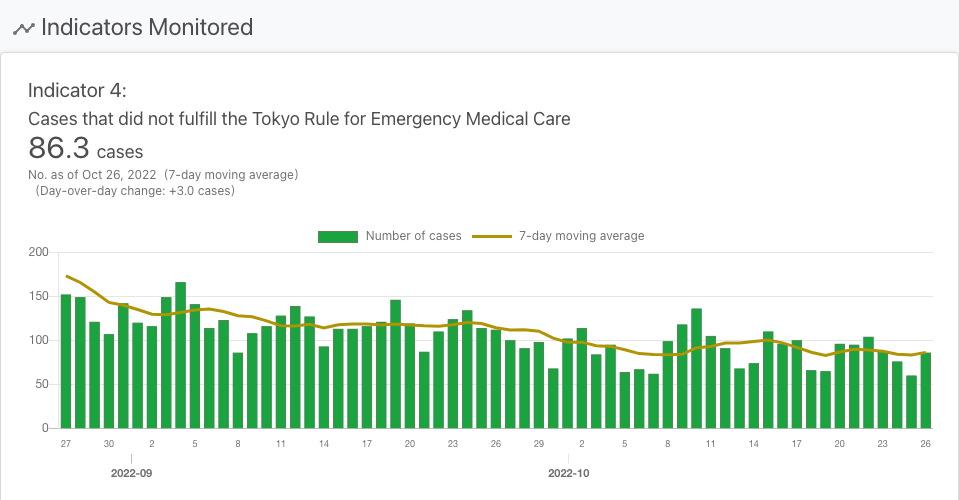 Indicators Monitored
Indicator 4:
Cases that did not fulfill the Tokyo Rule for Emergency Medical Care
86.3 cases
No. as of Oct 26, 2022 (7-day moving average)
(Day-over-day change: +3.0 cases)
Number of cases 7-day moving average
200
150
100
50
0
27 30 2 5 8 11 14 17 20 23 26 29 2 5 8 11 14 17 20 23 26
2022-09 2022-10